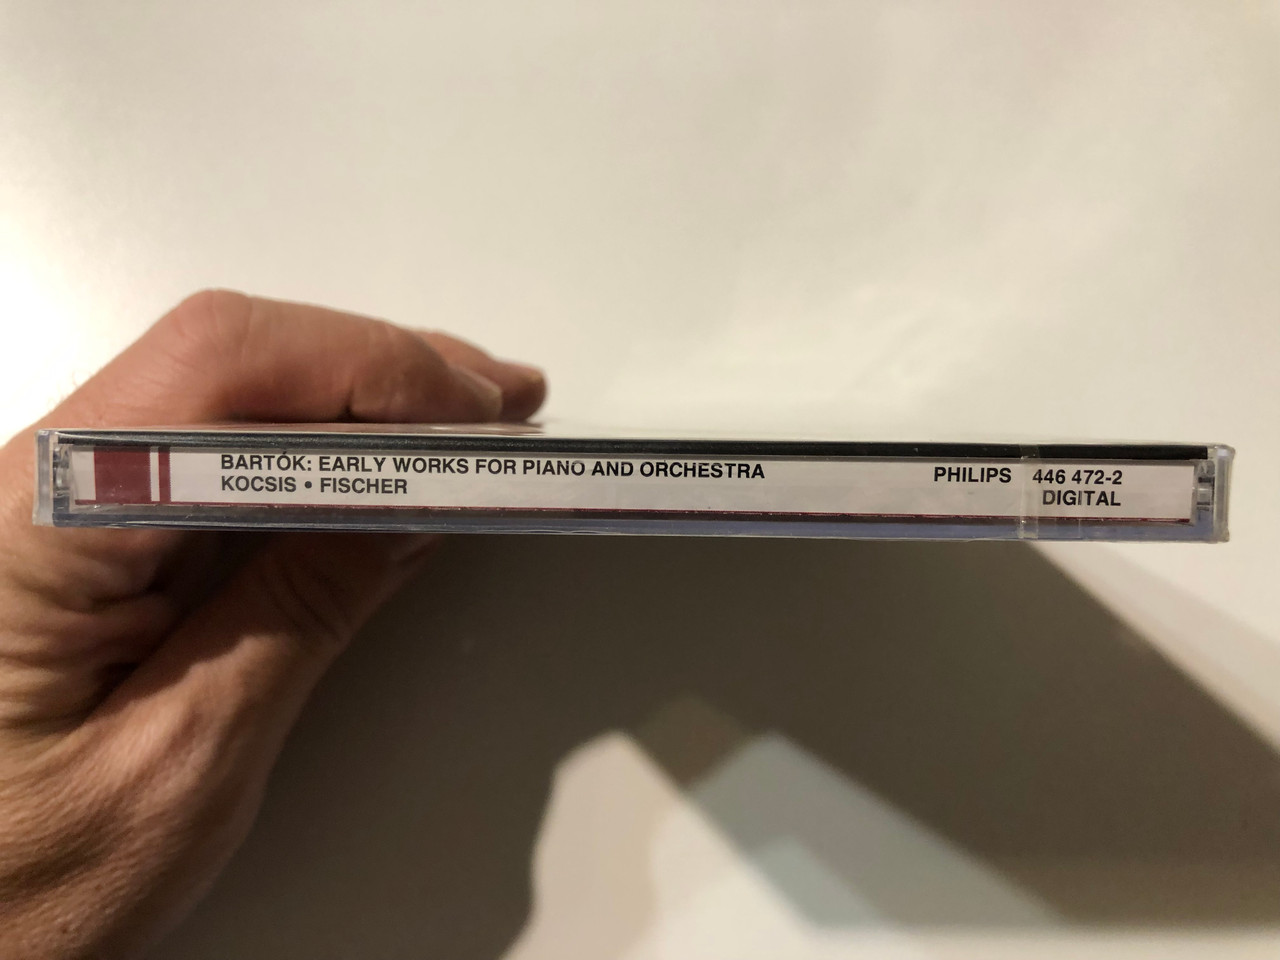 BARTÓK: EARLY WORKS FOR PIANO AND ORCHESTRA PHILIPS 446 472-2
KOCSIS • FISCHER DIGITAL